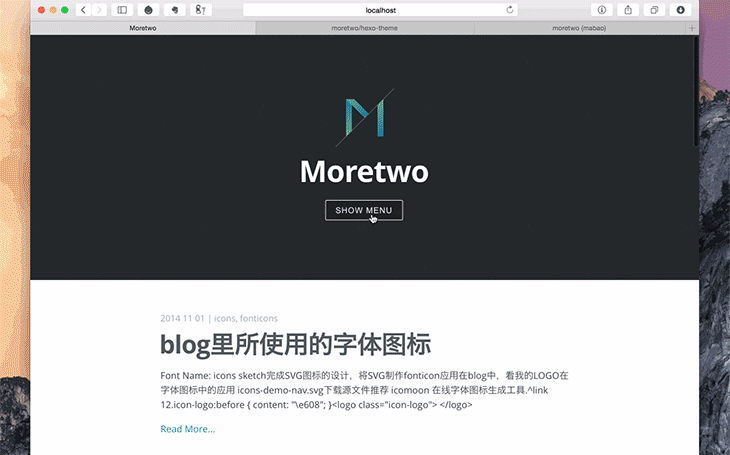 localhost
Moretwo
moretwo/hexo-theme
moretwo (mabao)
Moretwo
SHOW MENU
2014 11 01 | icons, fonticons
blog里所使用的字体图标
Font Name: icons sketch完成SVG图标的设计，将SVG制作fonticon应用在blog中，看我的LOGO在
字体图标中的应用 icons-demo-nav.svg下载源文件推荐 icomoon 在线字体图标生成工具.^link
12.icon-logo:before { content: "\e608"; }<logo class="icon-logo"> </logo>
Read More...